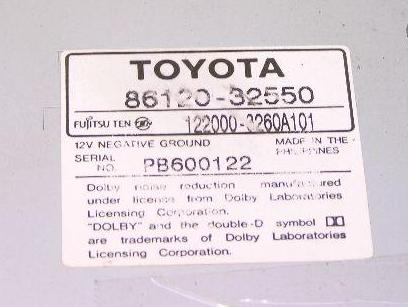 TOYOTA
86120-32550
FUJITSU TEN 122000-3260A101
12V NEGATIVE GROUND MADE IN THE
SERIAL PHILIPPINES
NO. PB600122
Dolby noise reduction manufactured
under license from Dolby Laboratories
Licensing Corporation.
"DOLBY" and the double-D symbol
are trademarks of Dolby Laboratories
Licensing Corporation.